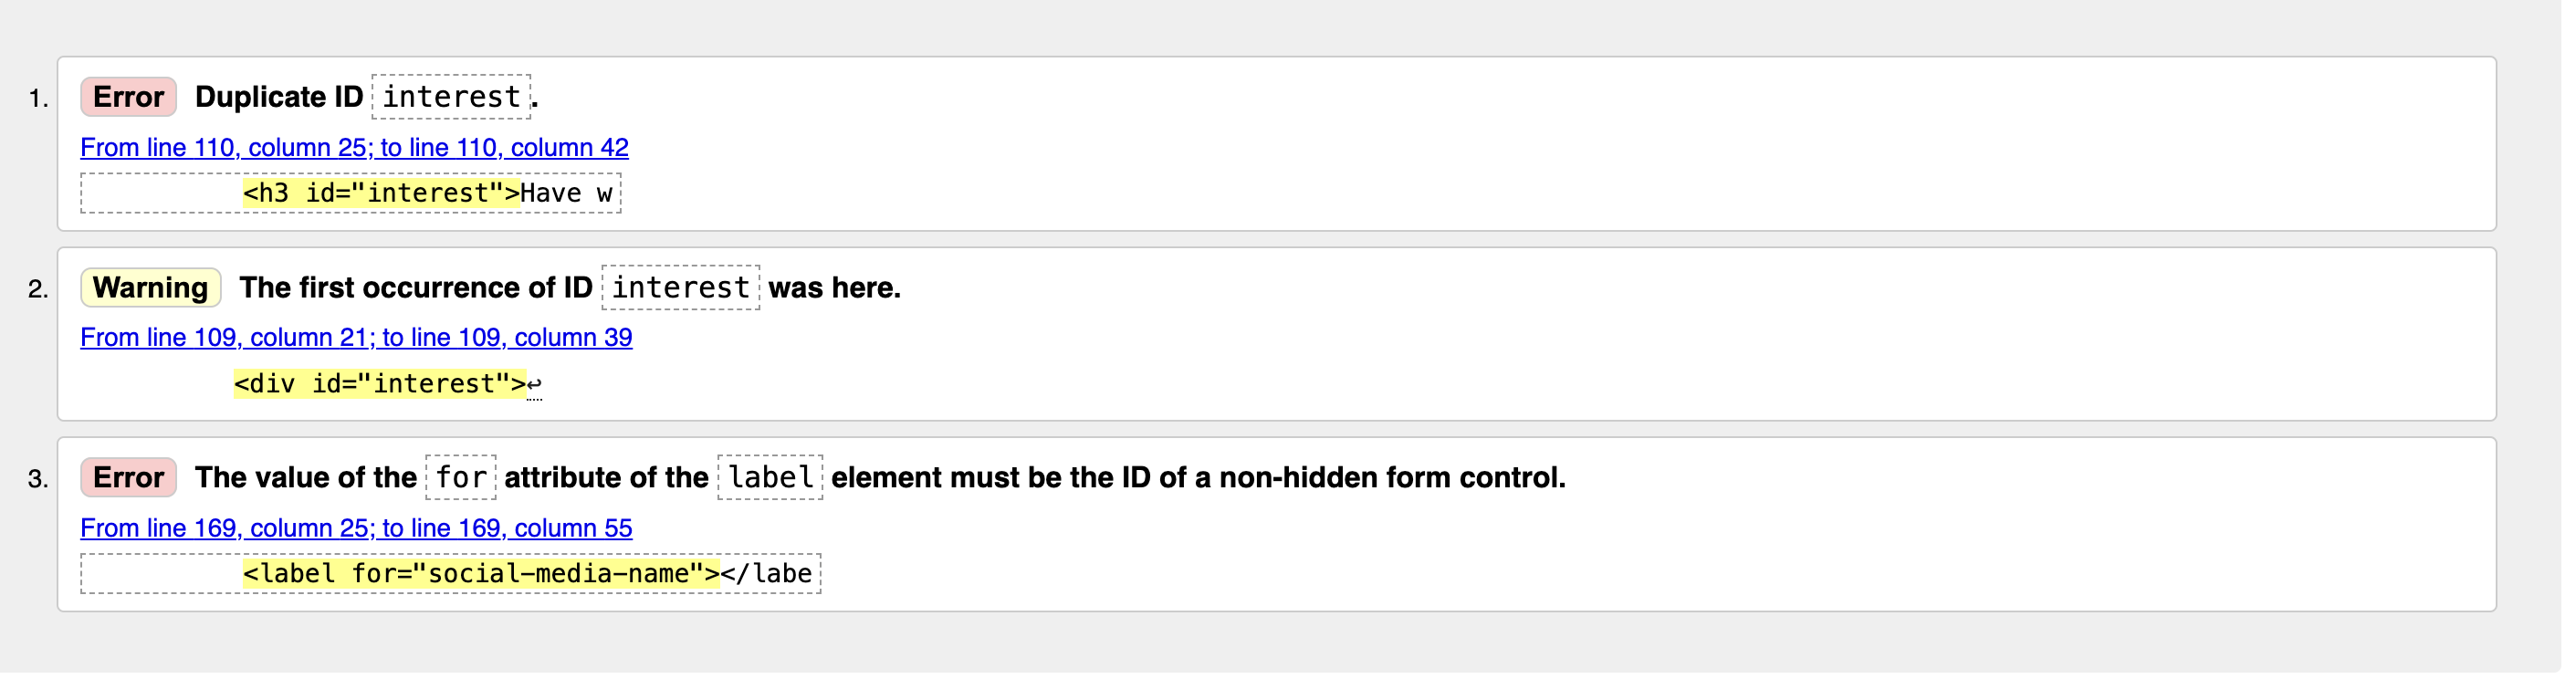 1. Error Duplicate ID interest.
From line 110, column 25; to line 110, column 42
<h3 id="interest">Have w
2. Warning The first occurrence of ID interest was here.
From line 109, column 21; to line 109, column 39
<div id="interest">↩
3. Error The value of the for attribute of the label element must be the ID of a non-hidden form control.
From line 169, column 25; to line 169, column 55
<label for="social-media-name"></labe